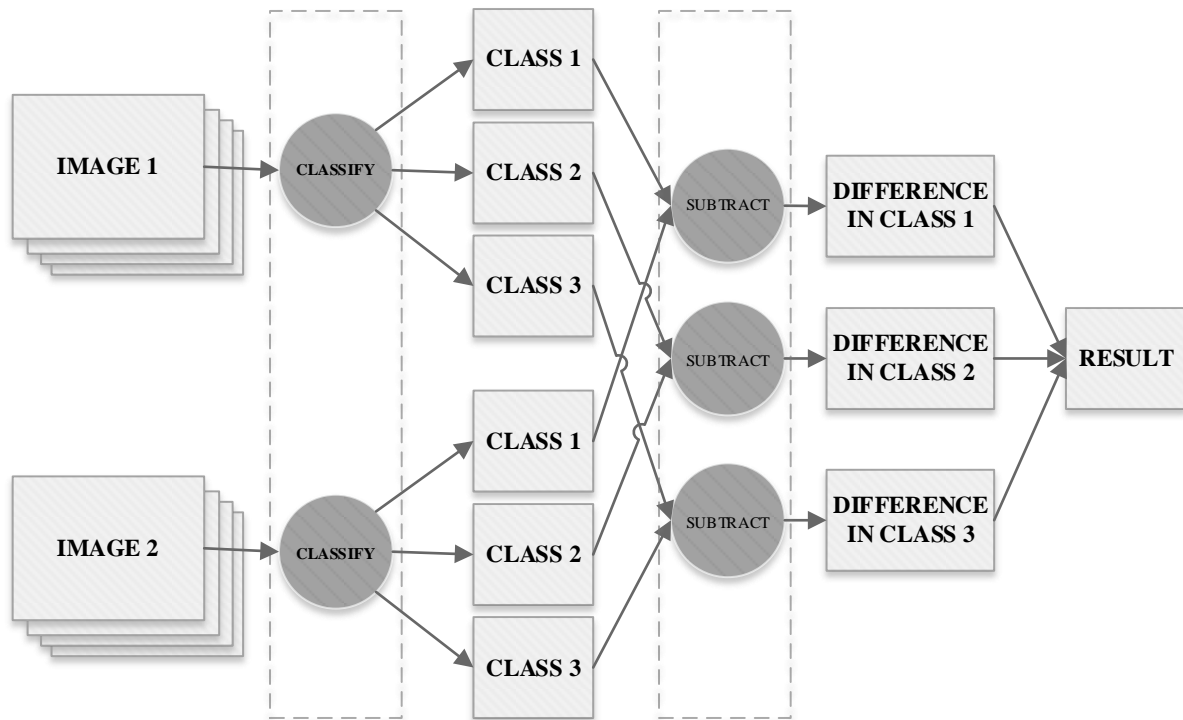 IMAGE 1
CLASSIFY
CLASS 1
CLASS 2
CLASS 3
IMAGE 2
CLASSIFY
CLASS 1
CLASS 2
CLASS 3
SUBTRACT
SUBTRACT
SUBTRACT
DIFFERENCE
IN CLASS 1
DIFFERENCE
IN CLASS 2
DIFFERENCE
IN CLASS 3
RESULT